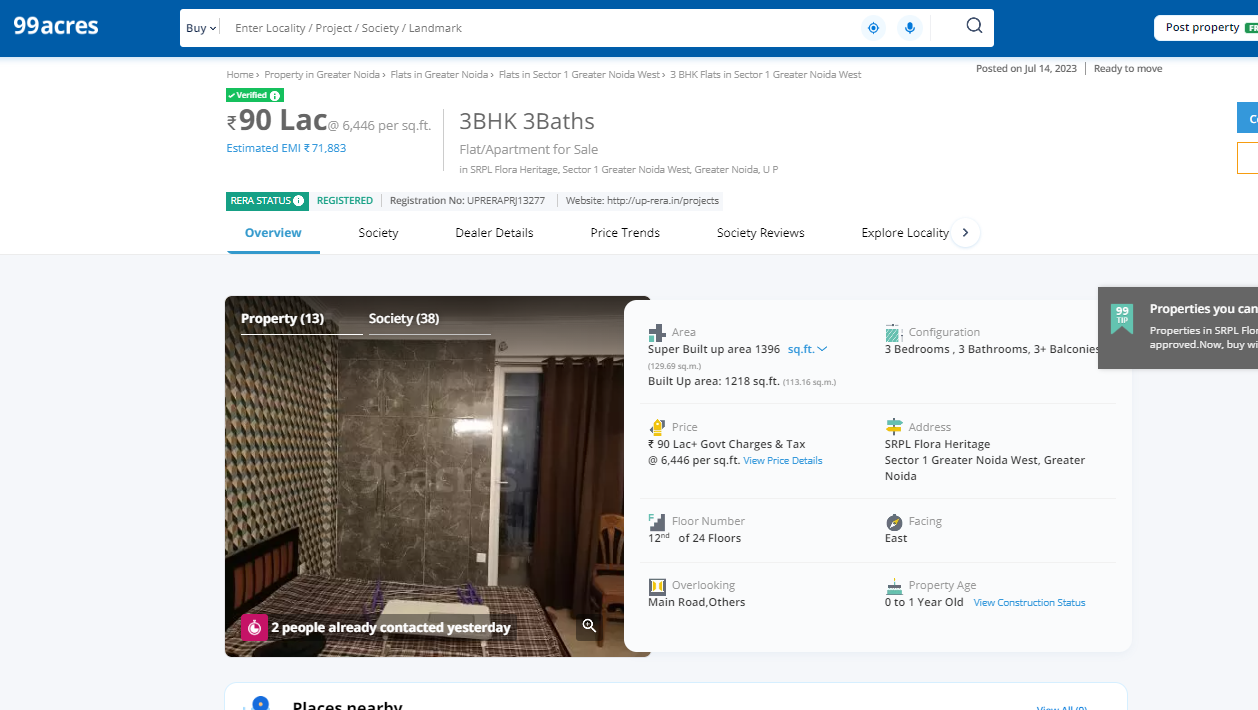 99acres
Buy
Enter Locality / Project / Society / Landmark
Post property
Home › Property in Greater Noida › Flats in Greater Noida › Flats in Sector 1 Greater Noida West › 3 BHK Flats in Sector 1 Greater Noida West
Posted on Jul 14, 2023 | Ready to move
Verified
₹90 Lac @ 6,446 per sq.ft.
Estimated EMI ₹71,883
3BHK 3Baths
Flat/Apartment for Sale
in SRPL Flora Heritage, Sector 1 Greater Noida West, Greater Noida, U P
RERA STATUS REGISTERED | Registration No: UPRERAPRJ13277 | Website: http://up-rera.in/projects
Overview Society Dealer Details Price Trends Society Reviews Explore Locality
Property (13) Society (38)
99acres
2 people already contacted yesterday
Area
Super Built up area 1396 sq.ft.
(129.69 sq.m.)
Built Up area: 1218 sq.ft. (113.16 sq.m.)
Configuration
3 Bedrooms , 3 Bathrooms, 3+ Balconies
Price
₹ 90 Lac+ Govt Charges & Tax
@ 6,446 per sq.ft. View Price Details
Address
SRPL Flora Heritage
Sector 1 Greater Noida West, Greater
Noida
Floor Number
12nd of 24 Floors
Facing
East
Overlooking
Main Road,Others
Property Age
0 to 1 Year Old View Construction Status
99
TIP
Properties you can
Properties in SRPL Flo
approved.Now, buy wi
Places nearby